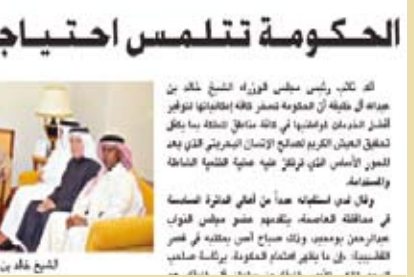 الحكومة تتلمس احتياج
أكد نائب رئيس مجلس الوزراء الشيخ خالد بن
عبدالله آل خليفة أن الحكومة تسخر كافة إمكانياتها لتوفير
أفضل الخدمات لمواطنيها في كافة مناطق المملكة بما يكفل
تحقيق العيش الكريم لصالح الإنسان البحريني الذي يعد
المحور الأساس الذي ترتكز عليه عملية التنمية الشاملة
والمستدامة.
وقال لدى استقباله عدداً من أهالي الدائرة السادسة
في محافظة العاصمة، يتقدمهم عضو مجلس النواب
عبدالرحمن بومجيد، وذلك صباح أمس بمكتبه في قصر
القضيبية: «إن ما يظهر اهتمام الحكومة، برئاسة صاحب
الشيخ خالد بن